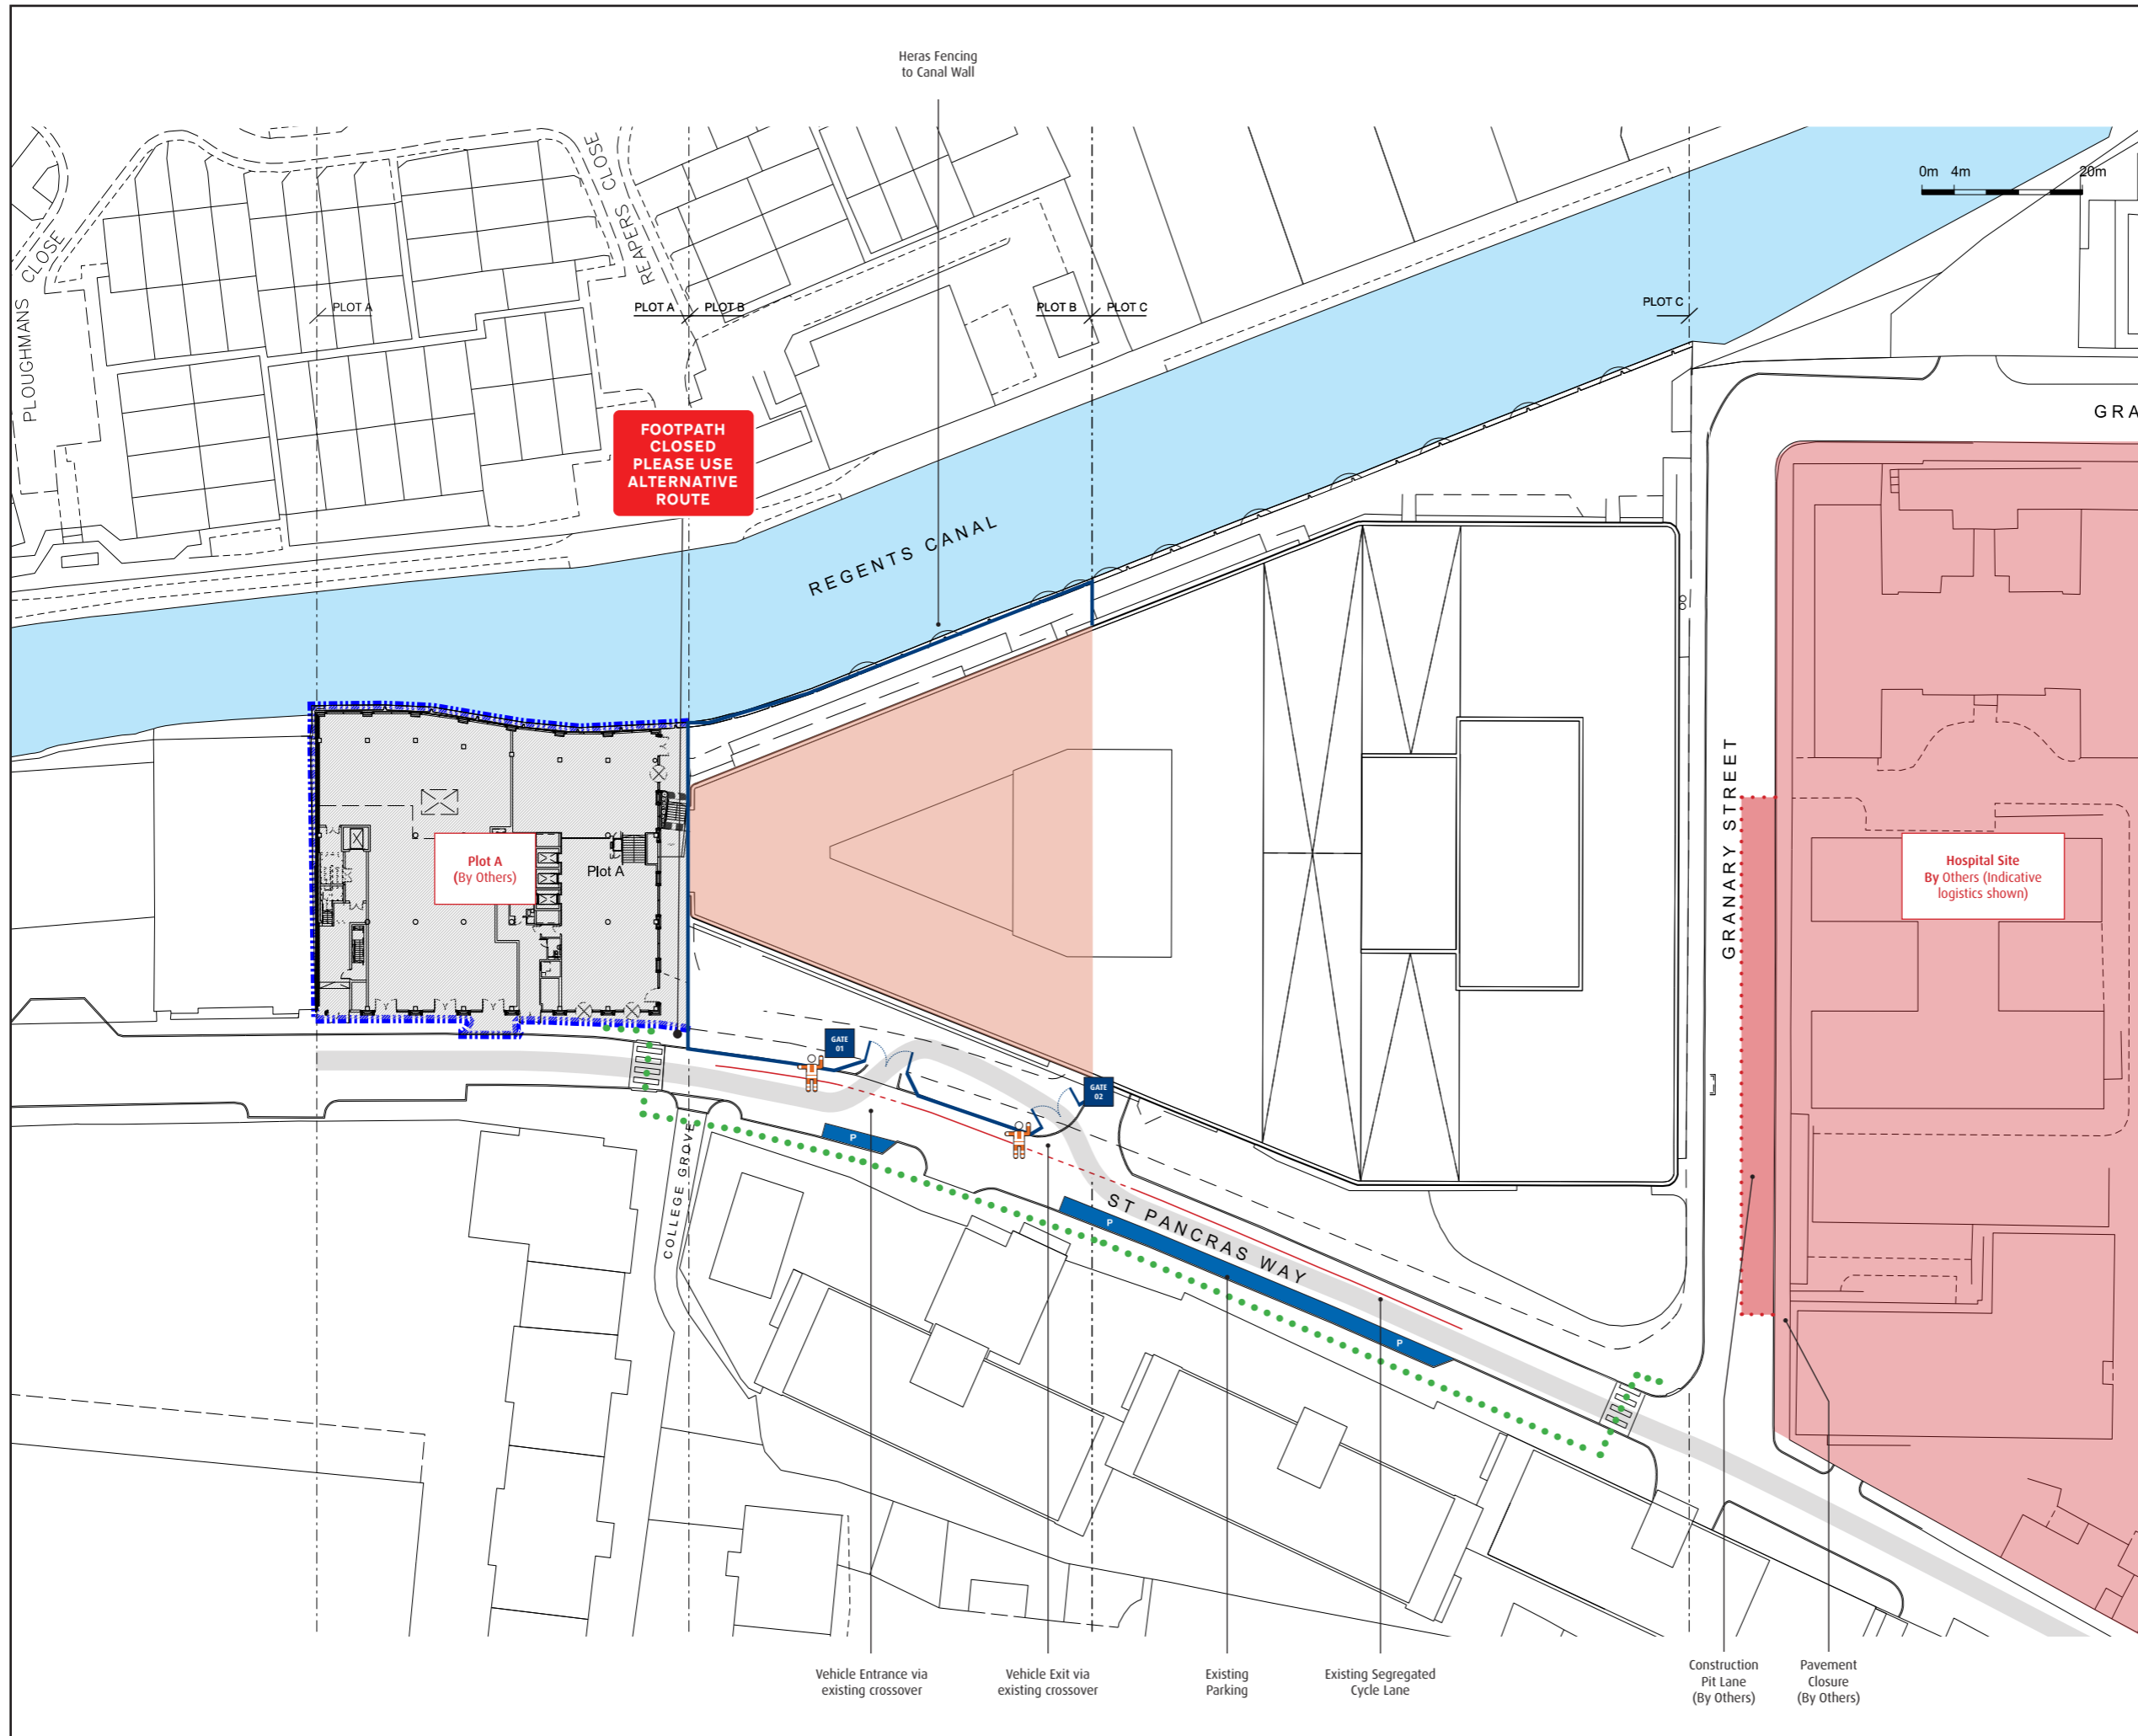 Heras Fencing
to Canal Wall
0m 4m 20m
PLOUGHMANS CLOSE
REAPERS CLOSE
PLOT A
PLOT A
PLOT B
PLOT B
PLOT C
PLOT C
GRA
FOOTPATH
CLOSED
PLEASE USE
ALTERNATIVE
ROUTE
REGENTS CANAL
GRANARY STREET
Plot A
(By Others)
Plot A
Hospital Site
By Others (Indicative
logistics shown)
GATE
01
GATE
02
P
COLLEGE GROVE
P
ST PANCRAS WAY
P
Vehicle Entrance via
existing crossover
Vehicle Exit via
existing crossover
Existing
Parking
Existing Segregated
Cycle Lane
Construction
Pit Lane
(By Others)
Pavement
Closure
(By Others)